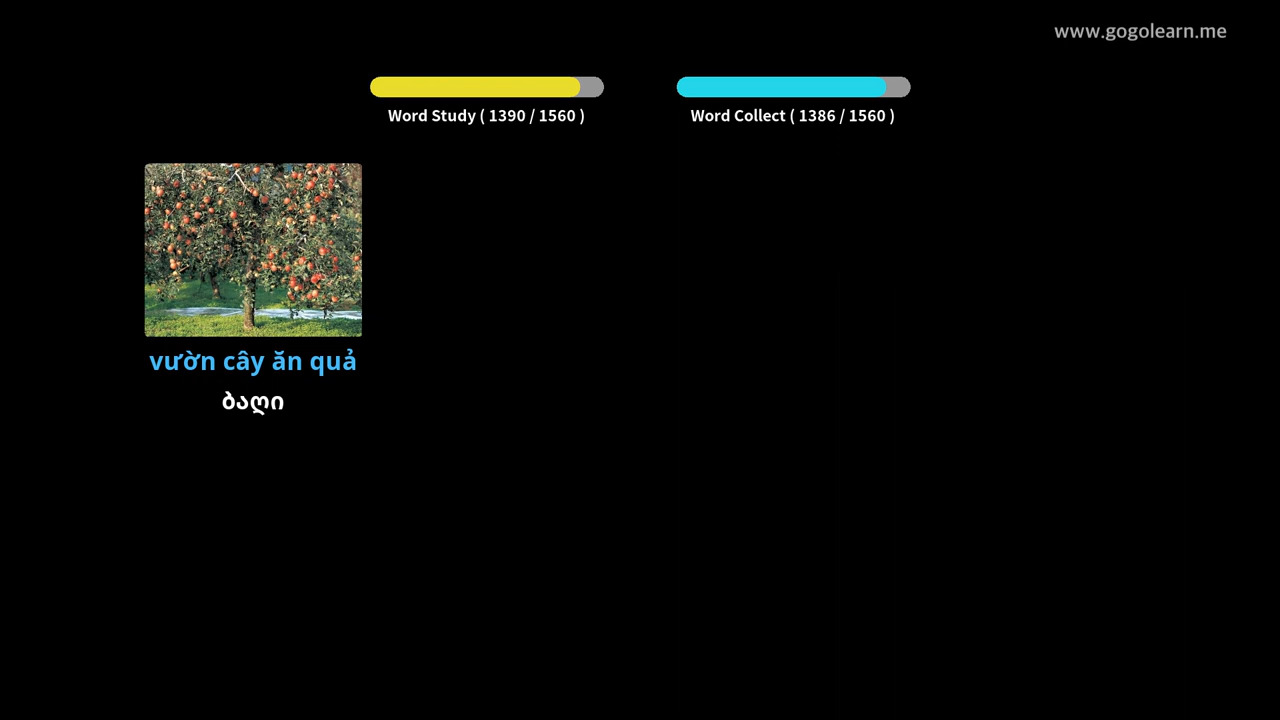 www.gogolearn.me
Word Study ( 1390 / 1560 )
Word Collect ( 1386 / 1560 )
vườn cây ăn quả
ბაღი